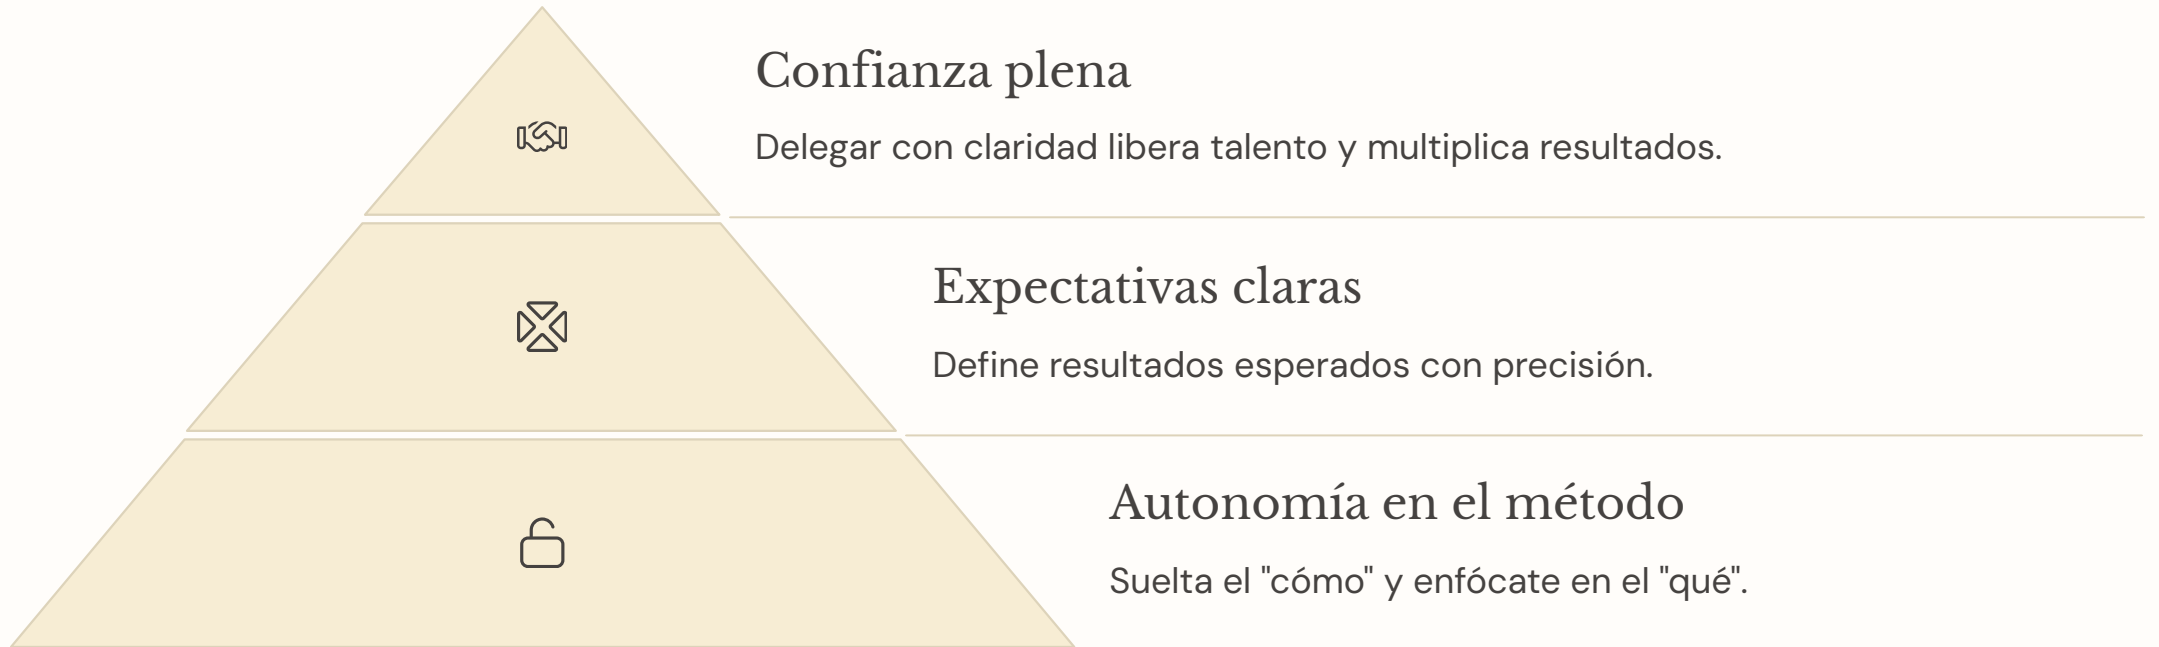 Confianza plena
Delegar con claridad libera talento y multiplica resultados.
Expectativas claras
Define resultados esperados con precisión.
Autonomía en el método
Suelta el "cómo" y enfócate en el "qué".